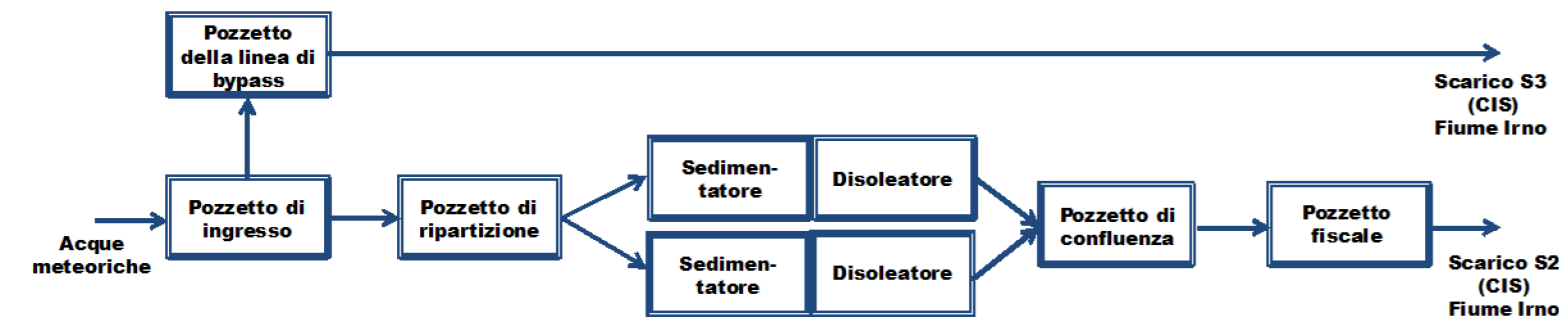 Pozzetto
della linea di
bypass
Scarico S3
(CIS)
Fiume Irno
Acque
meteoriche
Pozzetto di
ingresso
Pozzetto di
ripartizione
Sedimen-
tatore
Disoleatore
Sedimen-
tatore
Disoleatore
Pozzetto di
confluenza
Pozzetto
fiscale
Scarico S2
(CIS)
Fiume Irno